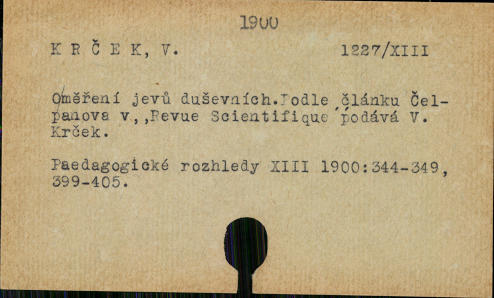 1900
K R Č E K, V. 1227/XIII
O měření jevů duševních. Podle článku Čel-
panova v „Revue Scientifique" podává V.
Krček.
Paedagogické rozhledy XIII 1900:344-349,
399-405.